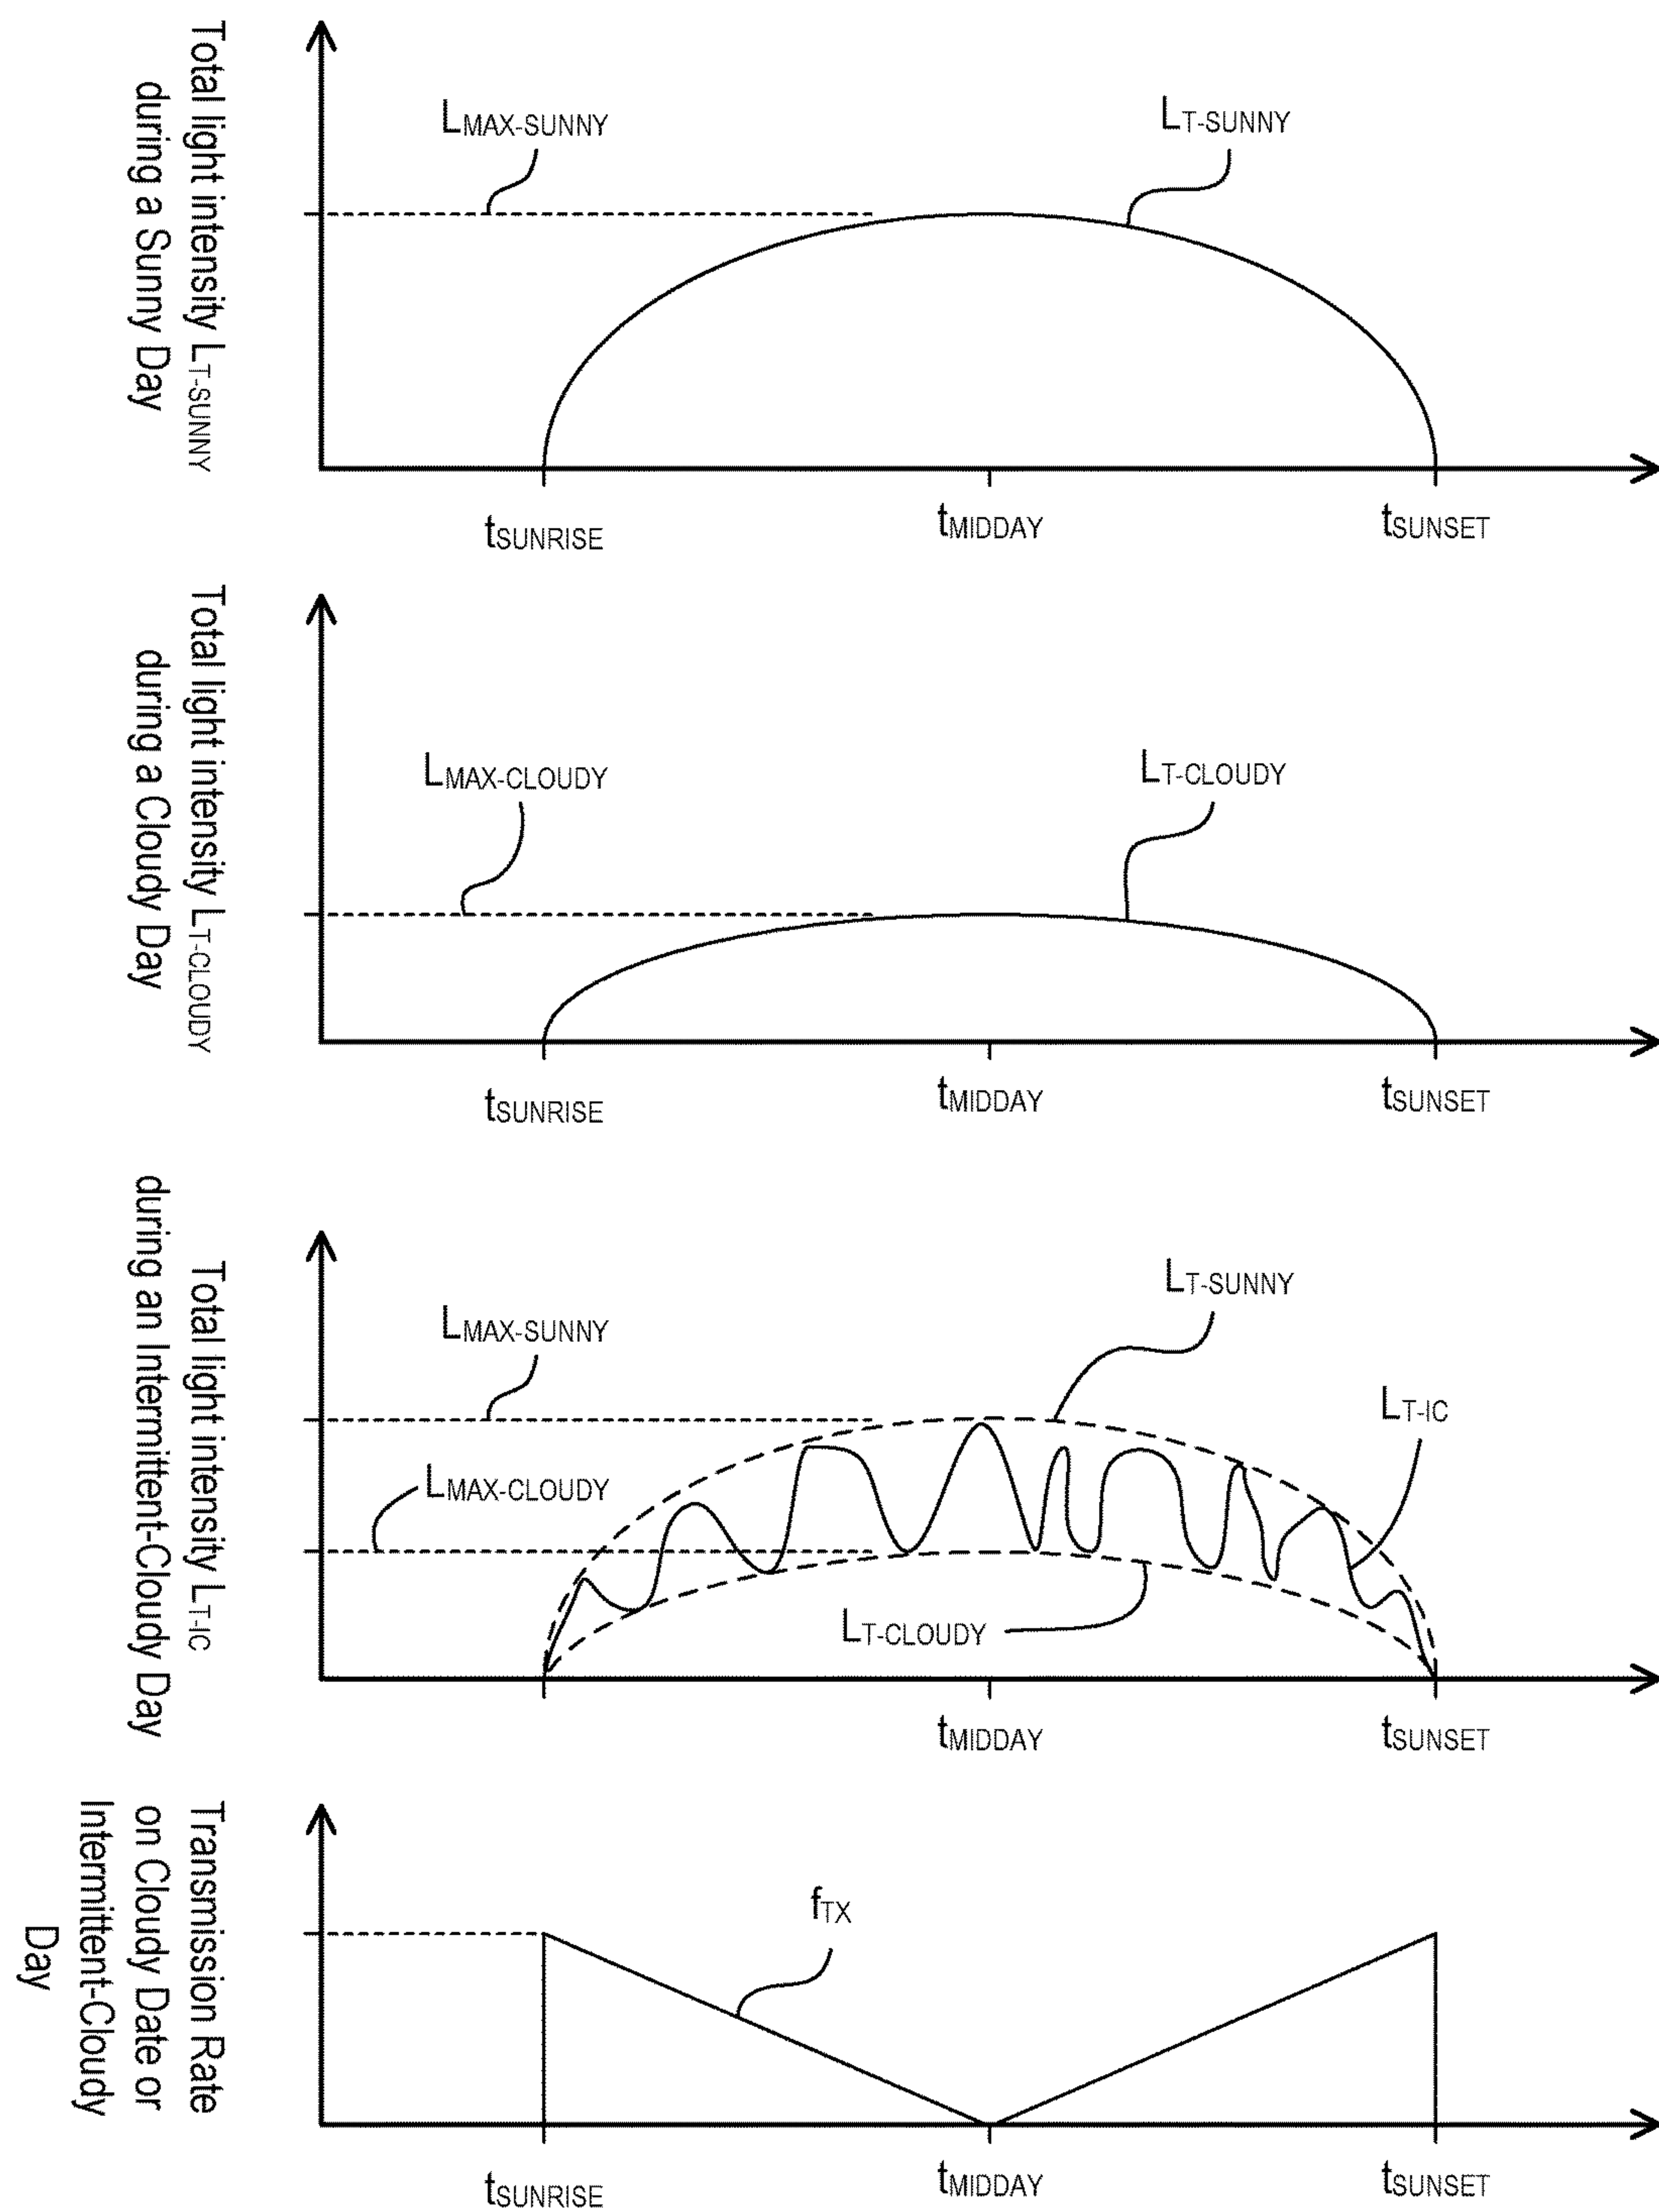 Total light intensity LT-SUNNY
during a Sunny Day
LMAX-SUNNY
LT-SUNNY
tSUNRISE
tMIDDAY
tSUNSET
Total light intensity LT-CLOUDY
during a Cloudy Day
LMAX-CLOUDY
LT-CLOUDY
tSUNRISE
tMIDDAY
tSUNSET
Total light intensity LT-IC
during an Intermittent-Cloudy Day
LT-SUNNY
LMAX-SUNNY
LT-IC
LMAX-CLOUDY
LT-CLOUDY
tMIDDAY
tSUNSET
Transmission Rate
on Cloudy Date or
Intermittent-Cloudy
Day
fTX
tSUNRISE
tMIDDAY
tSUNSET